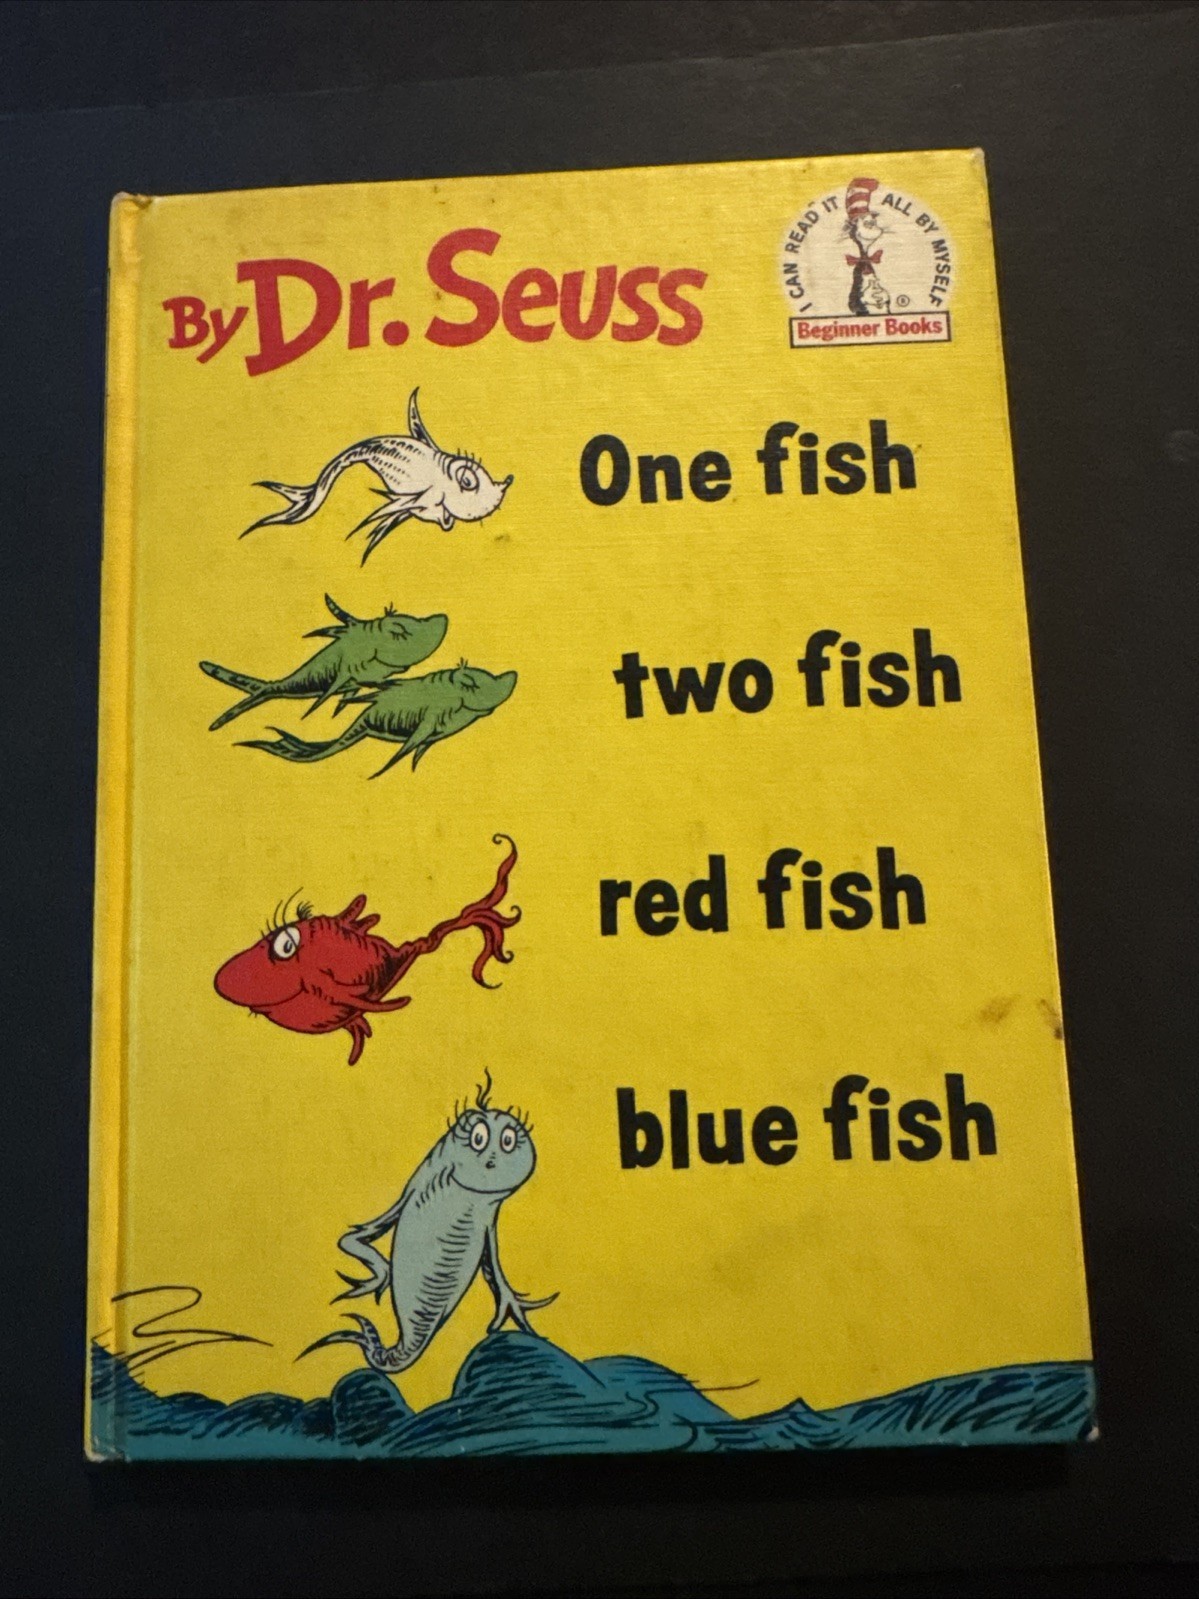 By Dr. Seuss
I CAN READ IT ALL BY MYSELF
®
Beginner Books
One fish
two fish
red fish
blue fish